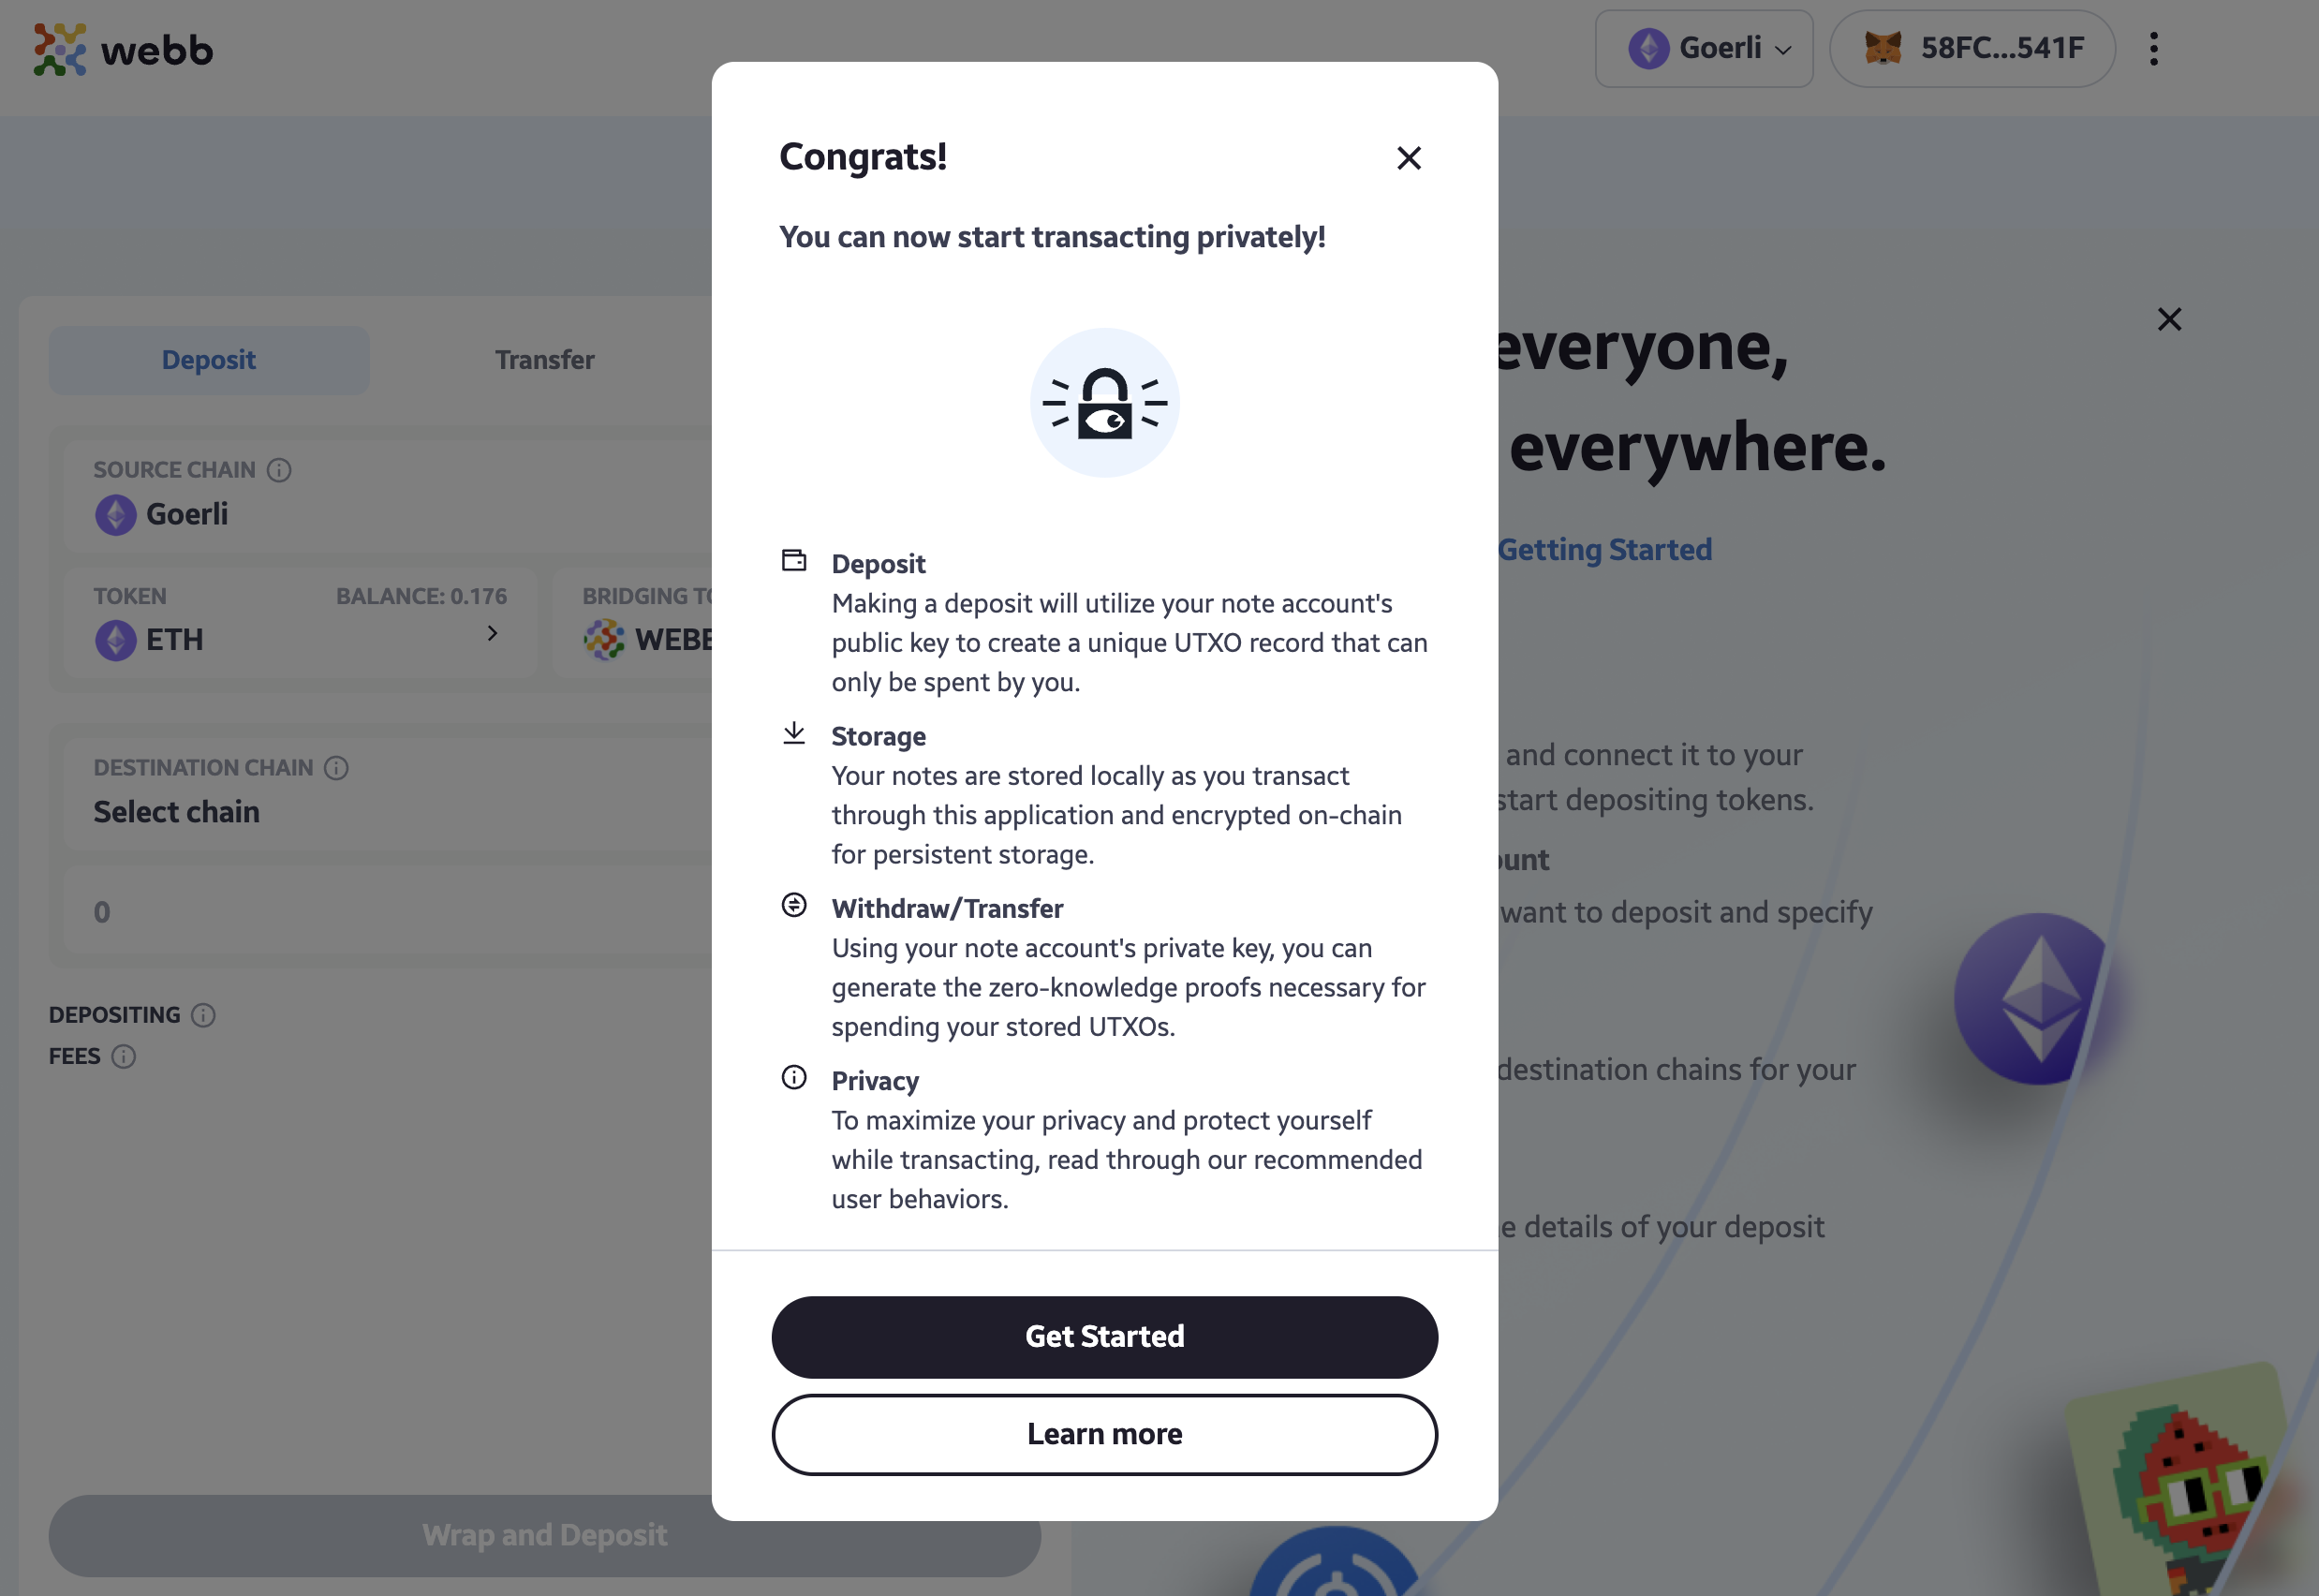 webb
Goerli
58FC...541F
Congrats!
You can now start transacting privately!
Deposit
Making a deposit will utilize your note account's
public key to create a unique UTXO record that can
only be spent by you.
Storage
Your notes are stored locally as you transact
through this application and encrypted on-chain
for persistent storage.
Withdraw/Transfer
Using your note account's private key, you can
generate the zero-knowledge proofs necessary for
spending your stored UTXOs.
Privacy
To maximize your privacy and protect yourself
while transacting, read through our recommended
user behaviors.
Get Started
Learn more
Deposit
Transfer
SOURCE CHAIN
Goerli
TOKEN
BALANCE: 0.176
ETH
BRIDGING
DESTINATION CHAIN
Select chain
0
DEPOSITING
FEES
Wrap and Deposit
everyone,
everywhere.
Getting Started
and connect it to your
start depositing tokens.
want to deposit and specify
destination chains for your
details of your deposit